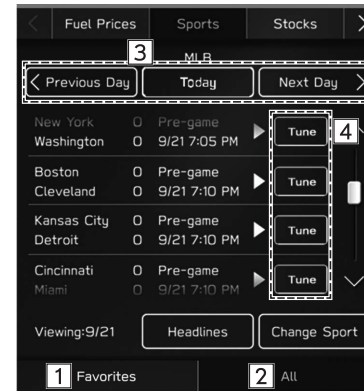 Fuel Prices Sports Stocks
3
MLB
Previous Day Today Next Day
New York 0 Pre-game
Washington 0 9/21 7:05 PM Tune 4
Boston 0 Pre-game
Cleveland 0 9/21 7:10 PM Tune
Kansas City 0 Pre-game
Detroit 0 9/21 7:10 PM Tune
Cincinnati 0 Pre-game
Miami 0 9/21 7:10 PM Tune
Viewing:9/21 Headlines Change Sport
1 Favorites 2 All